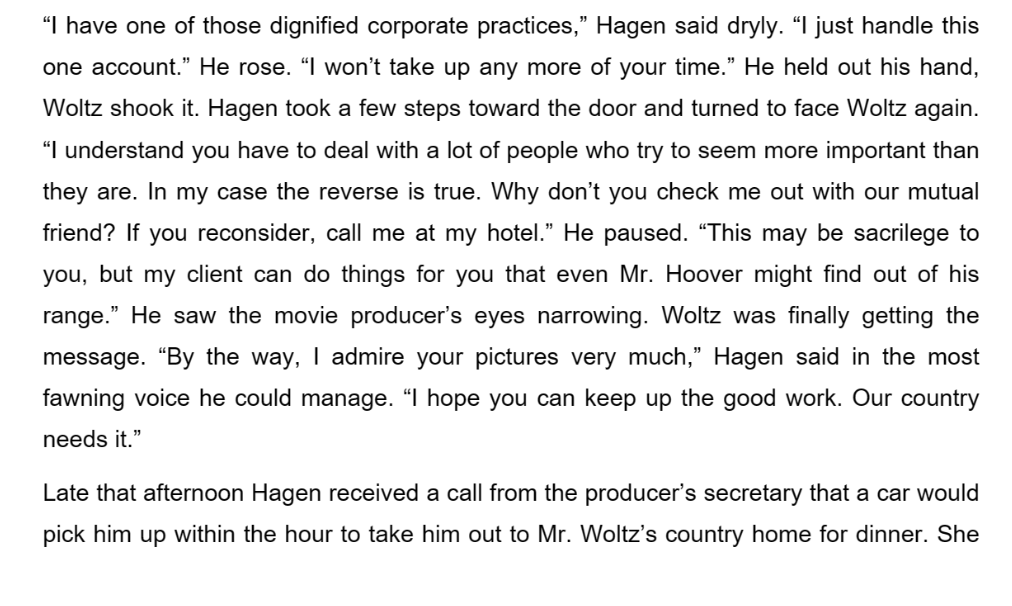 “I have one of those dignified corporate practices,” Hagen said dryly. “I just handle this
one account.” He rose. “I won’t take up any more of your time.” He held out his hand,
Woltz shook it. Hagen took a few steps toward the door and turned to face Woltz again.
“I understand you have to deal with a lot of people who try to seem more important than
they are. In my case the reverse is true. Why don’t you check me out with our mutual
friend? If you reconsider, call me at my hotel.” He paused. “This may be sacrilege to
you, but my client can do things for you that even Mr. Hoover might find out of his
range.” He saw the movie producer’s eyes narrowing. Woltz was finally getting the
message. “By the way, I admire your pictures very much,” Hagen said in the most
fawning voice he could manage. “I hope you can keep up the good work. Our country
needs it.”
Late that afternoon Hagen received a call from the producer’s secretary that a car would
pick him up within the hour to take him out to Mr. Woltz’s country home for dinner. She